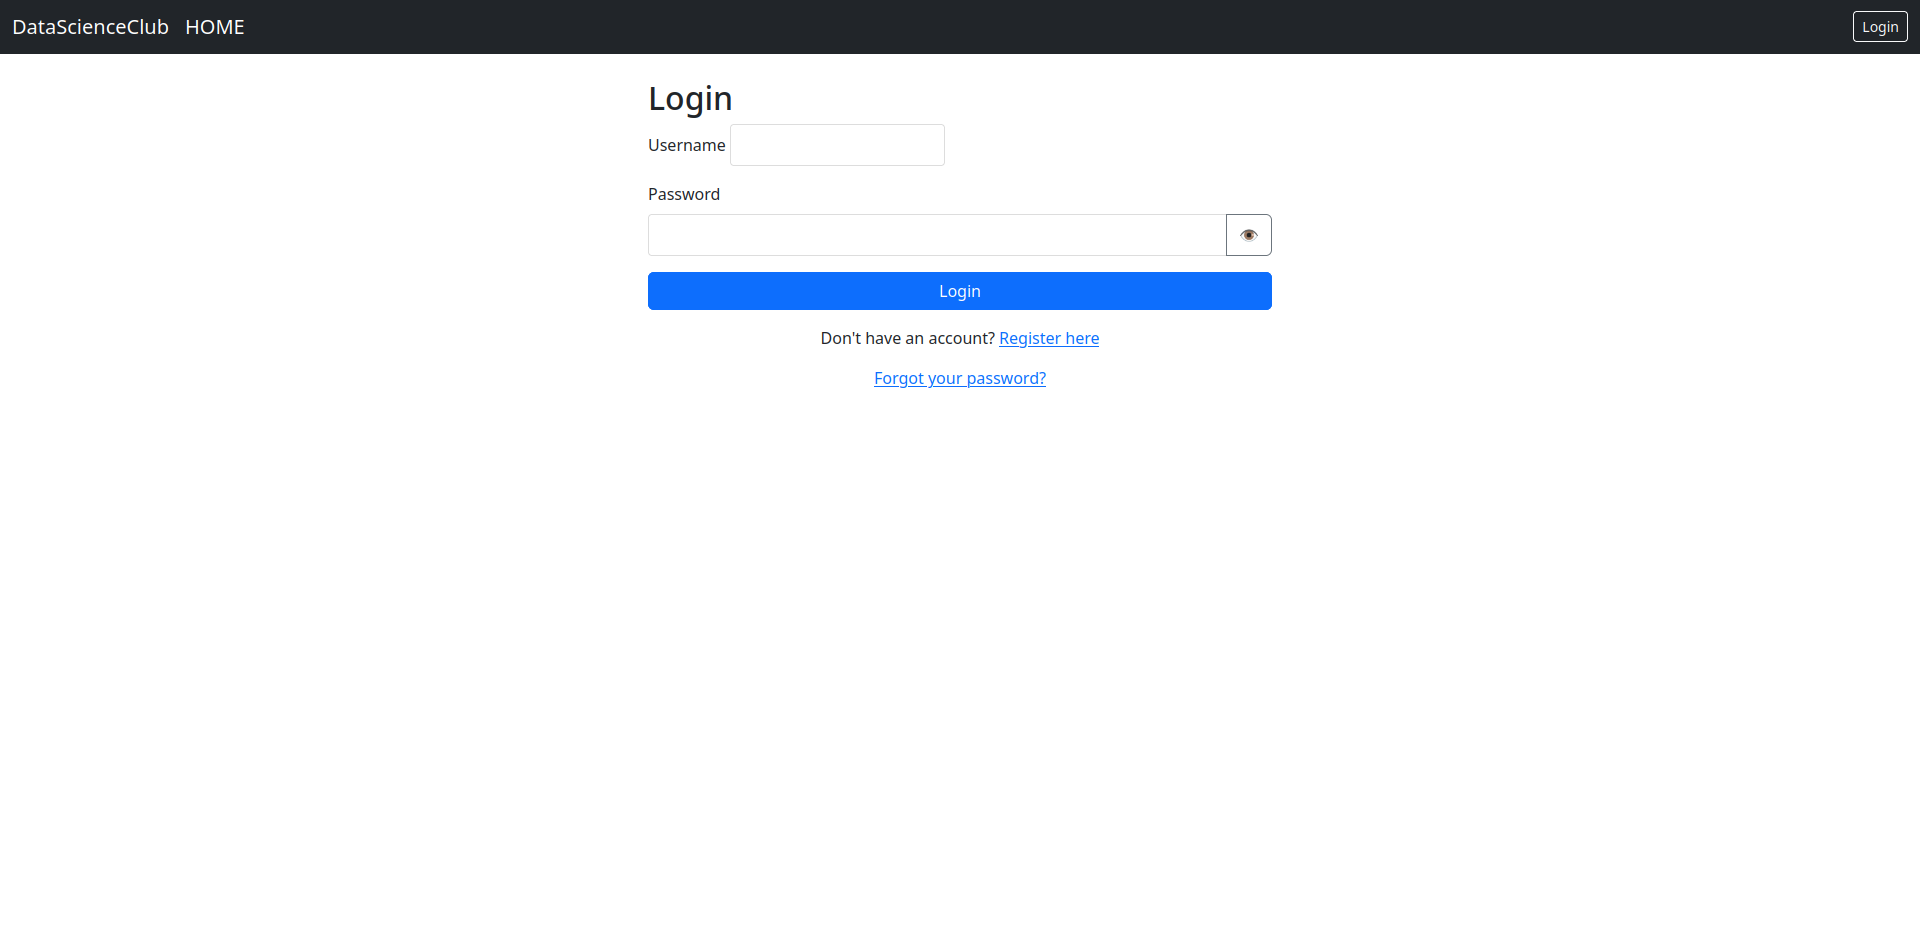 DataScienceClub HOME Login
Login
Username
Password
Login
Don't have an account? Register here
Forgot your password?